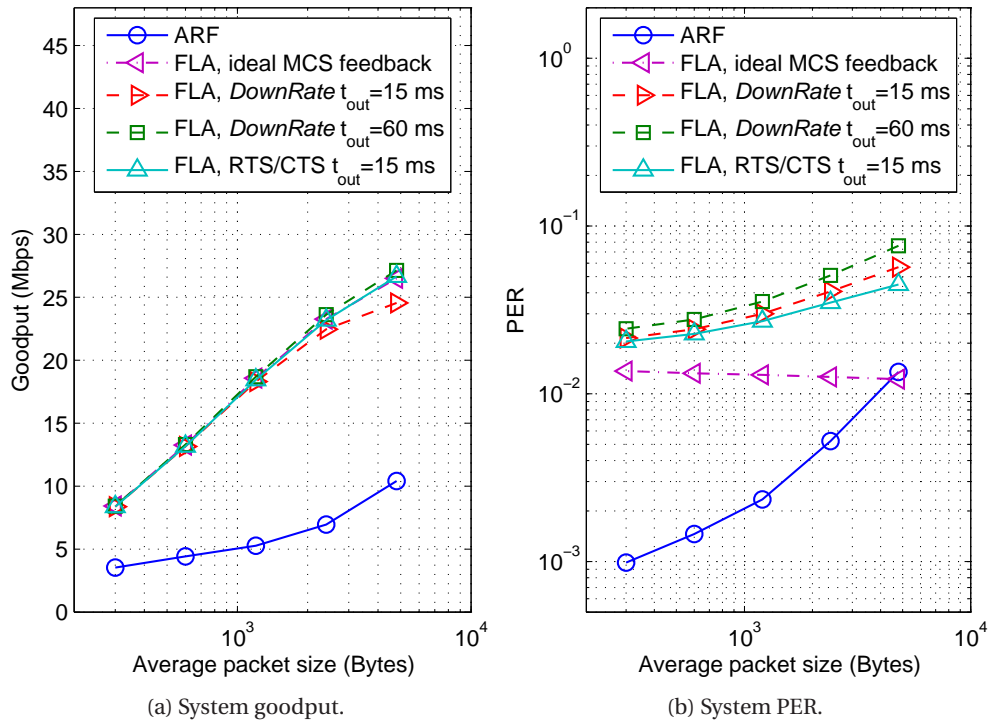 45
40
35
30
25
20
15
10
5
0
Goodput (Mbps)
10^3
10^4
Average packet size (Bytes)
ARF
FLA, ideal MCS feedback
FLA, DownRate t_out=15 ms
FLA, DownRate t_out=60 ms
FLA, RTS/CTS t_out=15 ms
(a) System goodput.
10^0
10^-1
10^-2
10^-3
PER
10^3
10^4
Average packet size (Bytes)
ARF
FLA, ideal MCS feedback
FLA, DownRate t_out=15 ms
FLA, DownRate t_out=60 ms
FLA, RTS/CTS t_out=15 ms
(b) System PER.